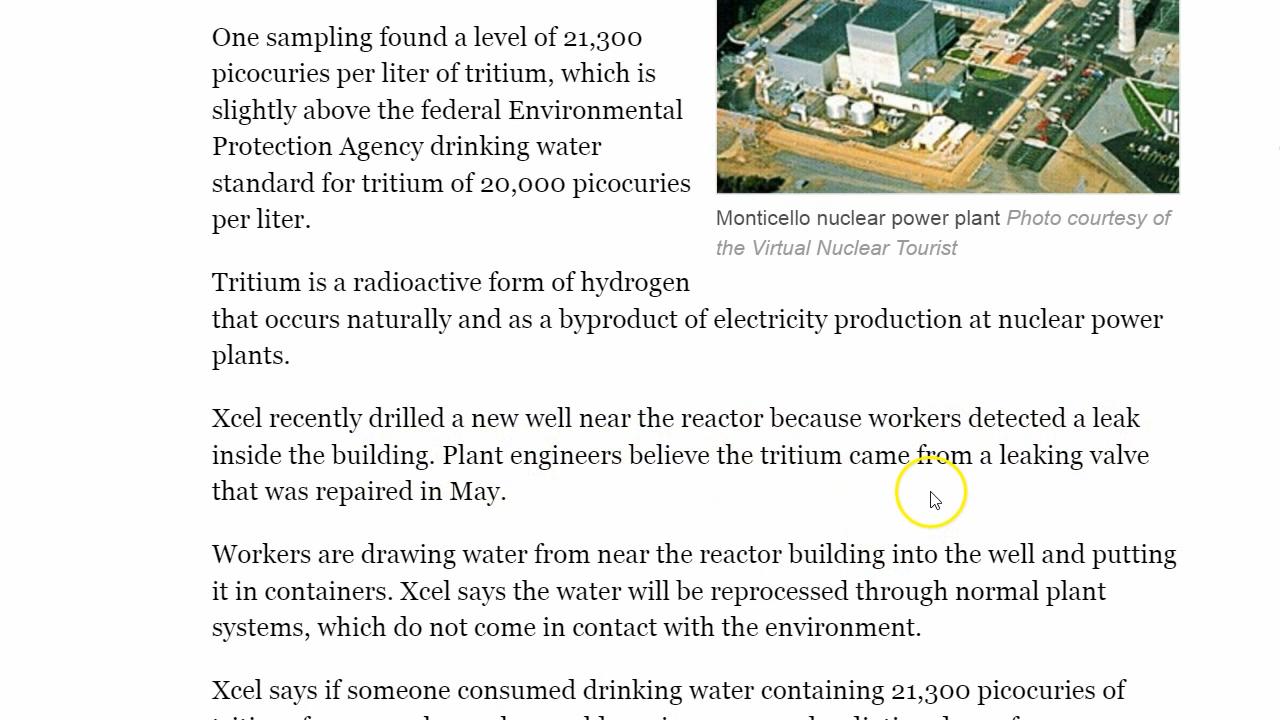 One sampling found a level of 21,300
picocuries per liter of tritium, which is
slightly above the federal Environmental
Protection Agency drinking water
standard for tritium of 20,000 picocuries
per liter.
Monticello nuclear power plant Photo courtesy of
the Virtual Nuclear Tourist
Tritium is a radioactive form of hydrogen
that occurs naturally and as a byproduct of electricity production at nuclear power
plants.
Xcel recently drilled a new well near the reactor because workers detected a leak
inside the building. Plant engineers believe the tritium came from a leaking valve
that was repaired in May.
Workers are drawing water from near the reactor building into the well and putting
it in containers. Xcel says the water will be reprocessed through normal plant
systems, which do not come in contact with the environment.
Xcel says if someone consumed drinking water containing 21,300 picocuries of